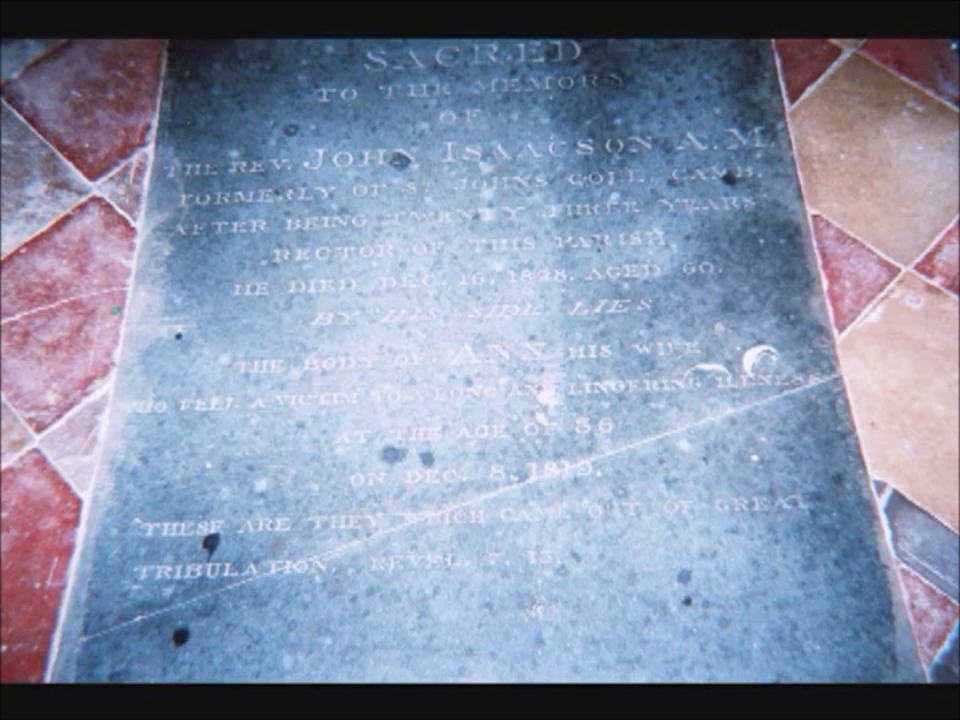 SACRED
TO THE MEMORY
OF
THE REV. JOHN ISAACSON A.M.
FORMERLY OF ST. JOHNS COLL. CAMB.
AFTER BEING TWENTY THREE YEARS
RECTOR OF THIS PARISH,
HE DIED DEC. 16. 1828. AGED 60.
BY HIS SIDE LIES
THE BODY OF ANN HIS WIFE
WHO FELL A VICTIM TO A LONG AND LINGERING ILLNESS
AT THE AGE OF 56
ON DEC. 8. 1819.
"THESE ARE THEY WHICH CAME OUT OF GREAT
TRIBULATION. REVEL. 7.